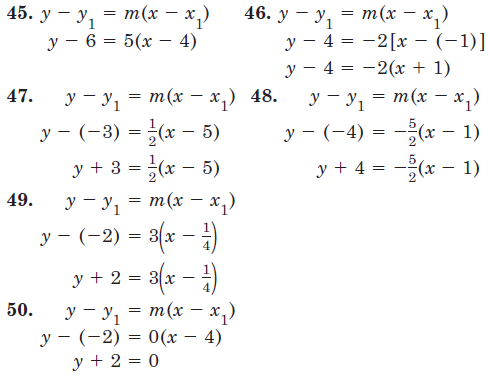 45. y − y₁ = m(x − x₁)
y − 6 = 5(x − 4)
46. y − y₁ = m(x − x₁)
y − 4 = −2[x − (−1)]
y − 4 = −2(x + 1)
47. y − y₁ = m(x − x₁)
y − (−3) = 1/2(x − 5)
y + 3 = 1/2(x − 5)
48. y − y₁ = m(x − x₁)
y − (−4) = −5/2(x − 1)
y + 4 = −5/2(x − 1)
49. y − y₁ = m(x − x₁)
y − (−2) = 3(x − 1/4)
y + 2 = 3(x − 1/4)
50. y − y₁ = m(x − x₁)
y − (−2) = 0(x − 4)
y + 2 = 0